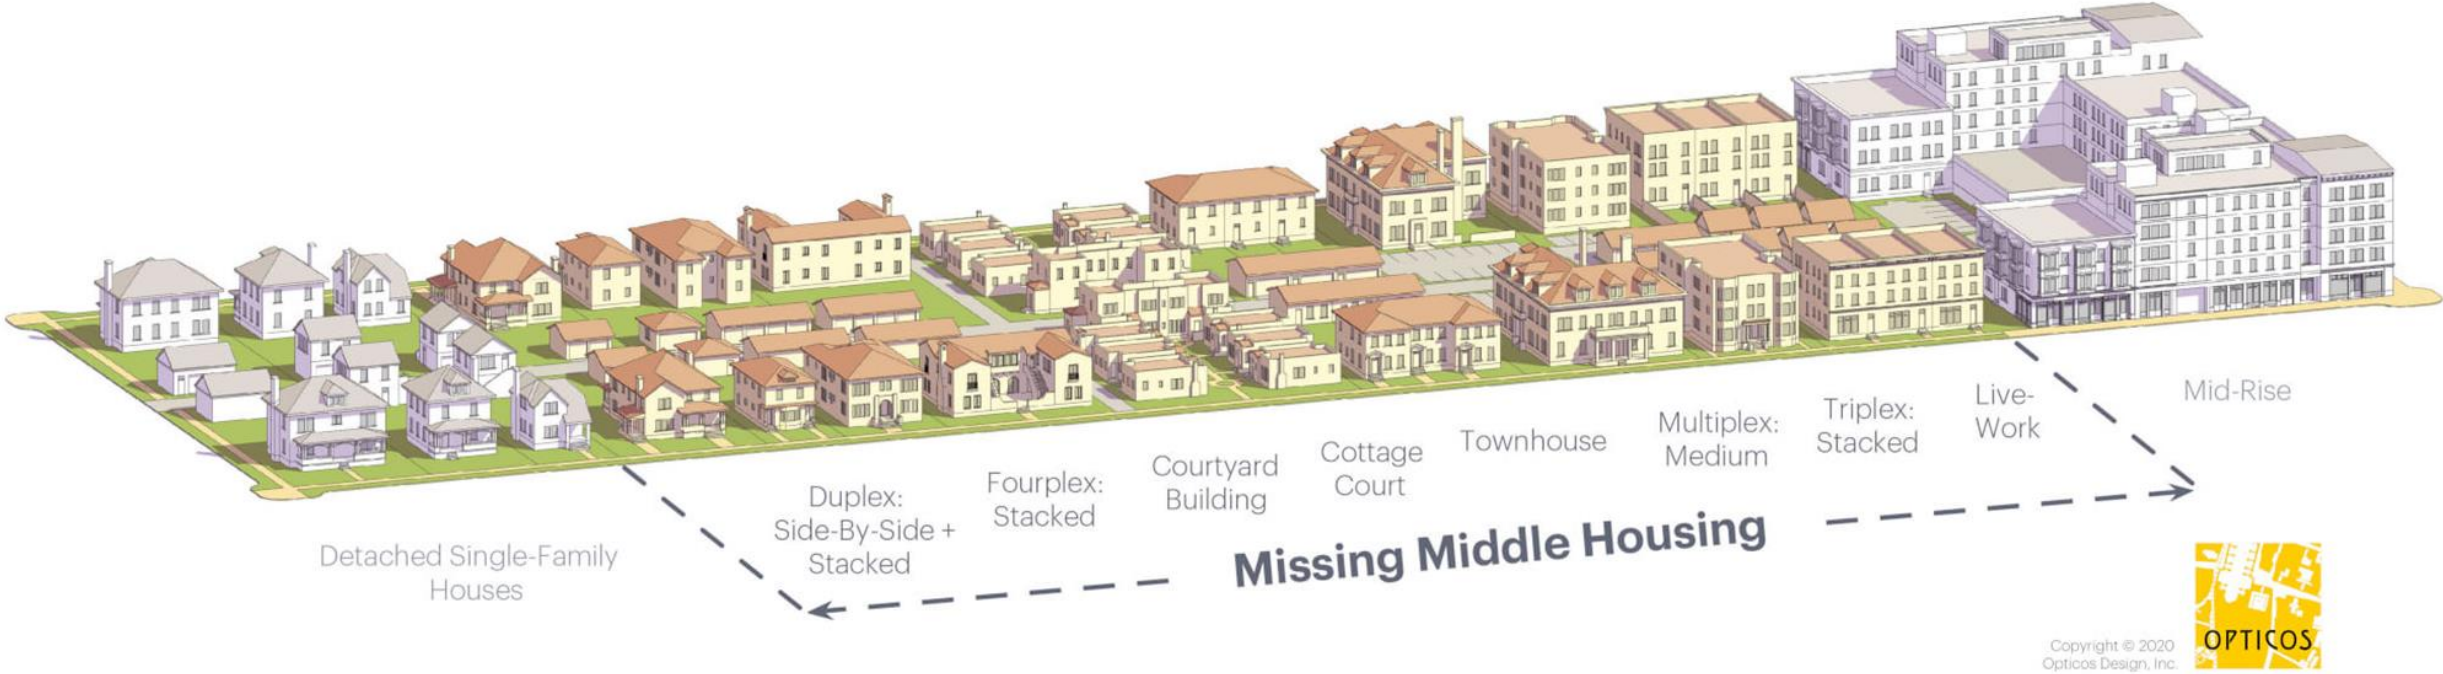 Detached Single-Family
Houses
Duplex:
Side-By-Side +
Stacked
Fourplex:
Stacked
Courtyard
Building
Cottage
Court
Townhouse
Multiplex:
Medium
Triplex:
Stacked
Live-
Work
Mid-Rise
Missing Middle Housing
OPTICOS
Copyright © 2020
Opticos Design, Inc.